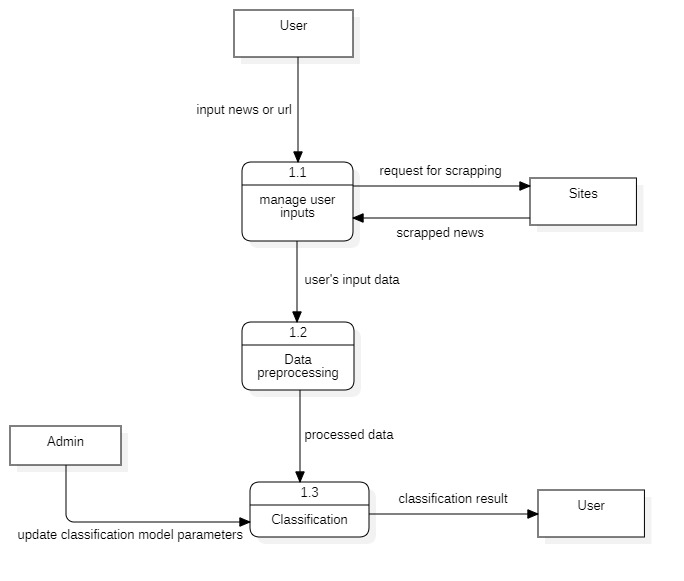 User
input news or url
1.1
manage user
inputs
request for scrapping
Sites
scrapped news
user's input data
1.2
Data
preprocessing
processed data
Admin
update classification model parameters
1.3
Classification
classification result
User